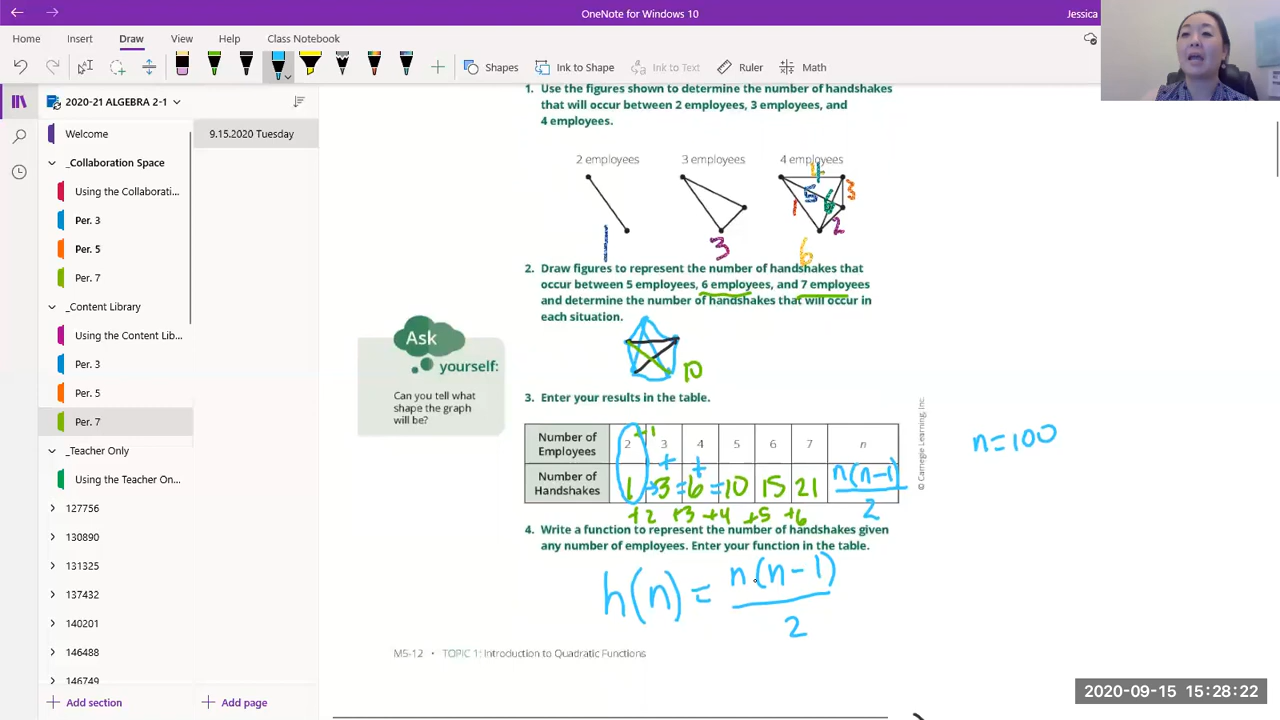 OneNote for Windows 10
Jessica
Home Insert Draw View Help Class Notebook
Shapes Ink to Shape Ink to Text Ruler Math
2020-21 ALGEBRA 2-1
Welcome
9.15.2020 Tuesday
_Collaboration Space
Using the Collaborati...
Per. 3
Per. 5
Per. 7
_Content Library
Using the Content Lib...
Per. 3
Per. 5
Per. 7
_Teacher Only
Using the Teacher On...
127756
130890
131325
137432
140201
146488
146749
Add section
Add page
1. Use the figures shown to determine the number of handshakes
that will occur between 2 employees, 3 employees, and
4 employees.
2 employees 3 employees 4 employees
4
5 6 3
1 2
1 3 6
2. Draw figures to represent the number of handshakes that
occur between 5 employees, 6 employees, and 7 employees
and determine the number of handshakes that will occur in
each situation.
10
Ask
yourself:
Can you tell what
shape the graph
will be?
3. Enter your results in the table.
+1
Number of Employees 2 3 4 5 6 7 n
+ +
Number of Handshakes 1 3 = 6 = 10 15 21 n(n-1)
2
+2 +3 +4 +5 +6
n=100
© Carnegie Learning, Inc.
4. Write a function to represent the number of handshakes given
any number of employees. Enter your function in the table.
h(n) = n(n-1)
2
M5-12 • TOPIC 1: Introduction to Quadratic Functions
2020-09-15 15:28:22